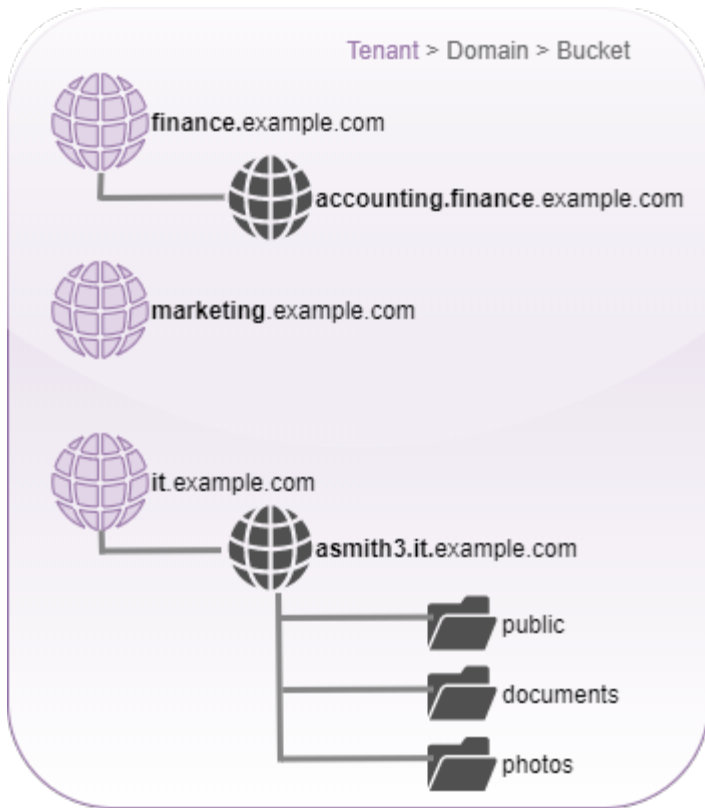 Tenant > Domain > Bucket
finance.example.com
accounting.finance.example.com
marketing.example.com
it.example.com
asmith3.it.example.com
public
documents
photos